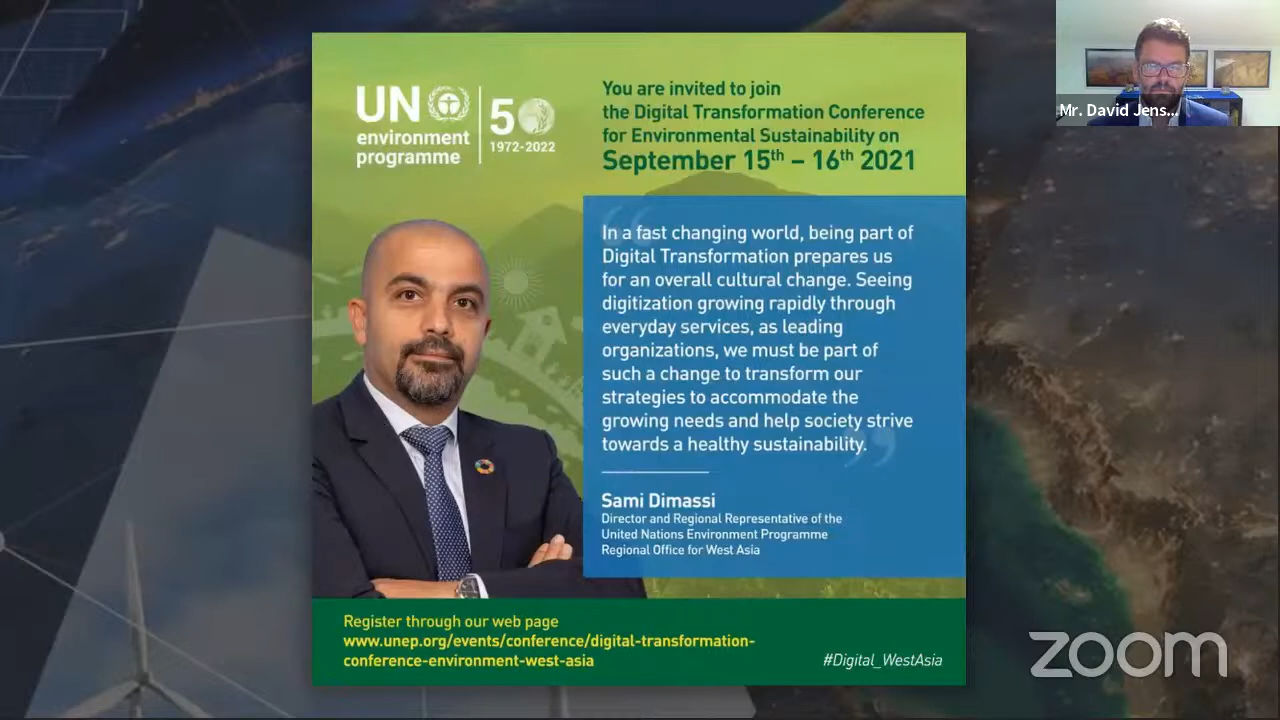 UN
environment
programme
50
1972-2022
You are invited to join
the Digital Transformation Conference
for Environmental Sustainability on
September 15th – 16th 2021
“
In a fast changing world, being part of
Digital Transformation prepares us
for an overall cultural change. Seeing
digitization growing rapidly through
everyday services, as leading
organizations, we must be part of
such a change to transform our
strategies to accommodate the
growing needs and help society strive
towards a healthy sustainability.
”
Sami Dimassi
Director and Regional Representative of the
United Nations Environment Programme
Regional Office for West Asia
Register through our web page
www.unep.org/events/conference/digital-transformation-
conference-environment-west-asia
#Digital_WestAsia
Mr. David Jens...
zoom